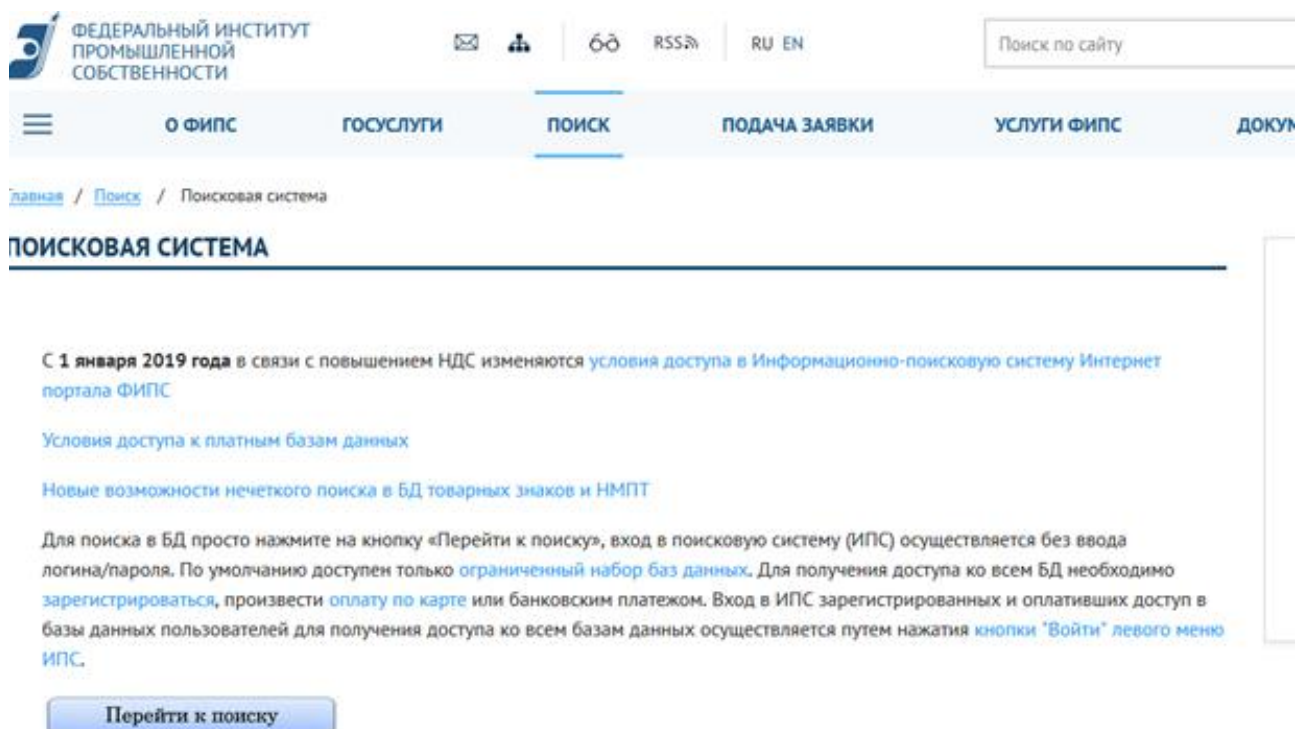 ФЕДЕРАЛЬНЫЙ ИНСТИТУТ
ПРОМЫШЛЕННОЙ
СОБСТВЕННОСТИ
RSS
RU EN
Поиск по сайту
О ФИПС
ГОСУСЛУГИ
ПОИСК
ПОДАЧА ЗАЯВКИ
УСЛУГИ ФИПС
ДОКУМ
Главная / Поиск / Поисковая система
ПОИСКОВАЯ СИСТЕМА
С 1 января 2019 года в связи с повышением НДС изменяются условия доступа в Информационно-поисковую систему Интернет
портала ФИПС
Условия доступа к платным базам данных
Новые возможности нечеткого поиска в БД товарных знаков и НМПТ
Для поиска в БД просто нажмите на кнопку «Перейти к поиску», вход в поисковую систему (ИПС) осуществляется без ввода
логина/пароля. По умолчанию доступен только ограниченный набор баз данных. Для получения доступа ко всем БД необходимо
зарегистрироваться, произвести оплату по карте или банковским платежом. Вход в ИПС зарегистрированных и оплативших доступ в
базы данных пользователей для получения доступа ко всем базам данных осуществляется путем нажатия кнопки "Войти" левого меню
ИПС.
Перейти к поиску